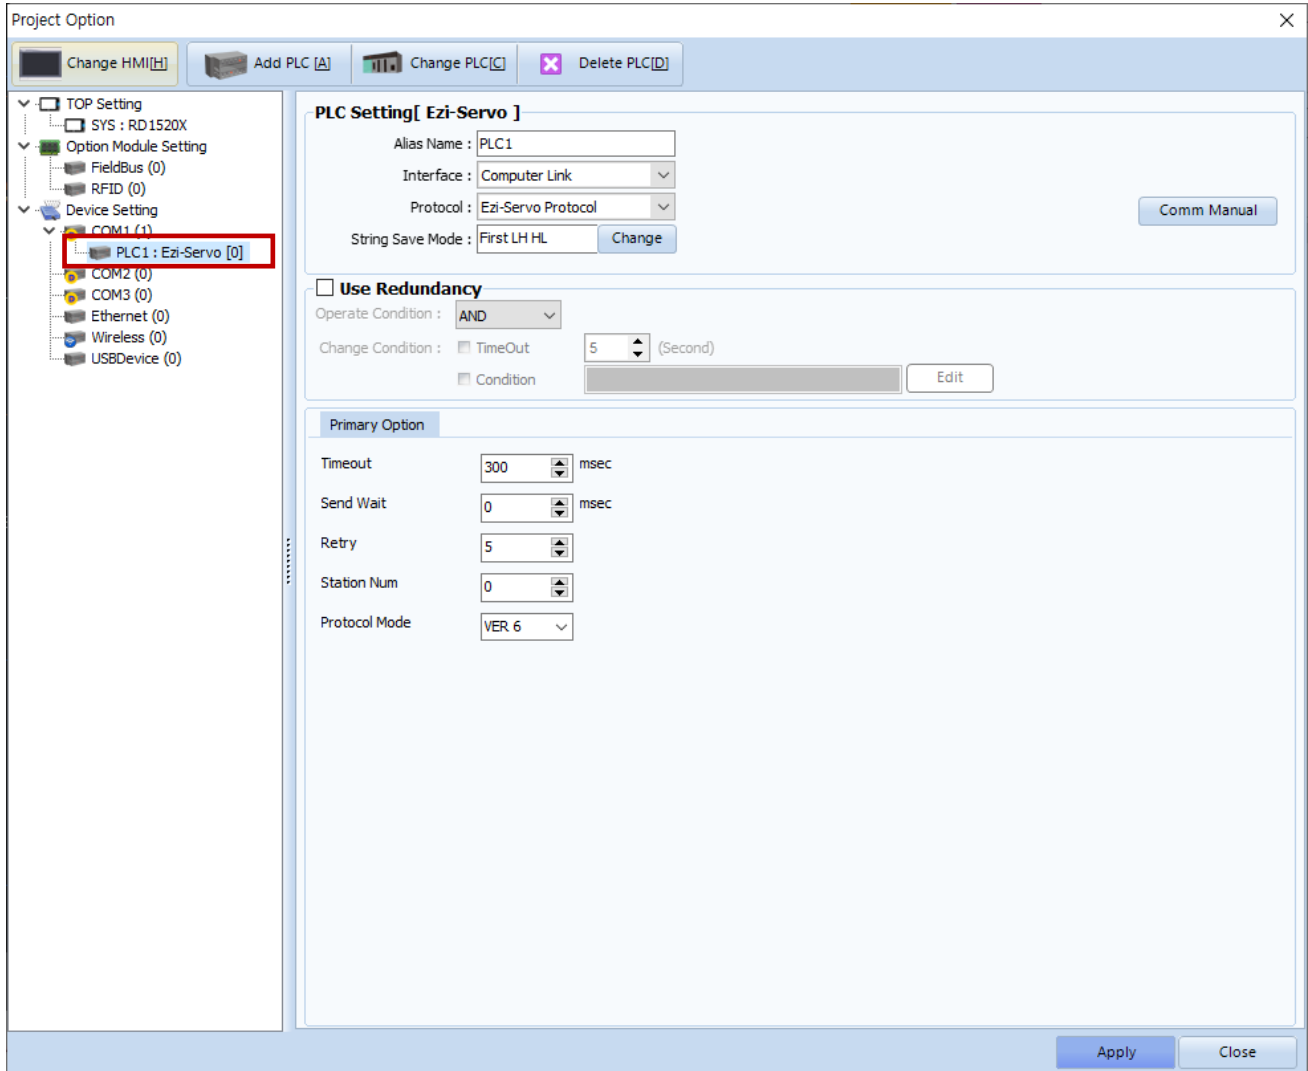 Project Option
Change HMI[H]
Add PLC [A]
Change PLC[C]
Delete PLC[D]
TOP Setting
SYS : RD1520X
Option Module Setting
FieldBus (0)
RFID (0)
Device Setting
COM1 (1)
PLC1 : Ezi-Servo [0]
COM2 (0)
COM3 (0)
Ethernet (0)
Wireless (0)
USBDevice (0)
PLC Setting[ Ezi-Servo ]
Alias Name : PLC1
Interface : Computer Link
Protocol : Ezi-Servo Protocol
Comm Manual
String Save Mode : First LH HL Change
Use Redundancy
Operate Condition : AND
Change Condition : TimeOut 5 (Second)
Condition Edit
Primary Option
Timeout 300 msec
Send Wait 0 msec
Retry 5
Station Num 0
Protocol Mode VER 6
Apply Close